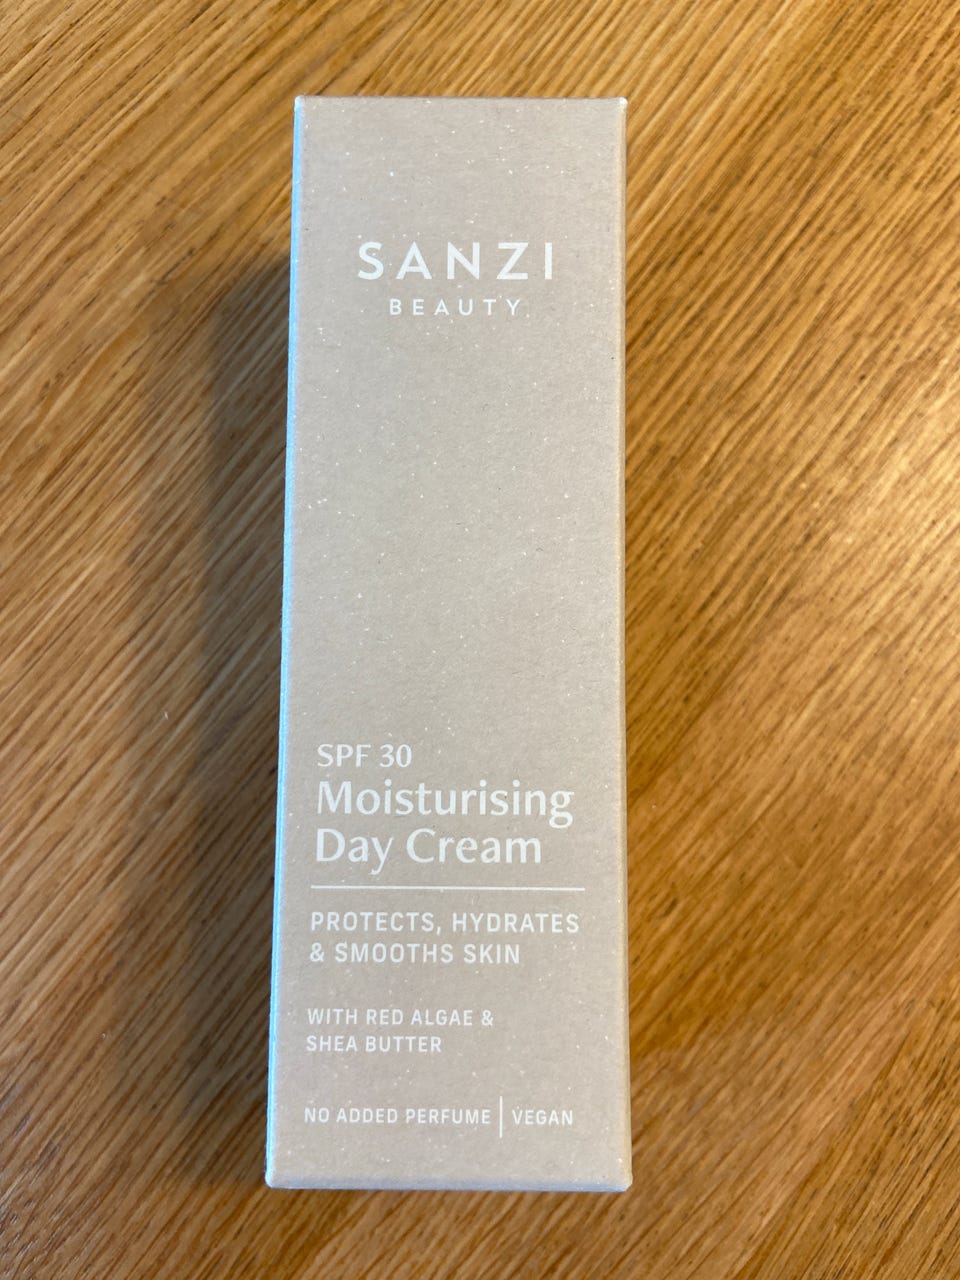 SANZI
BEAUTY
SPF 30
Moisturising
Day Cream
PROTECTS, HYDRATES
& SMOOTHS SKIN
WITH RED ALGAE &
SHEA BUTTER
NO ADDED PERFUME | VEGAN